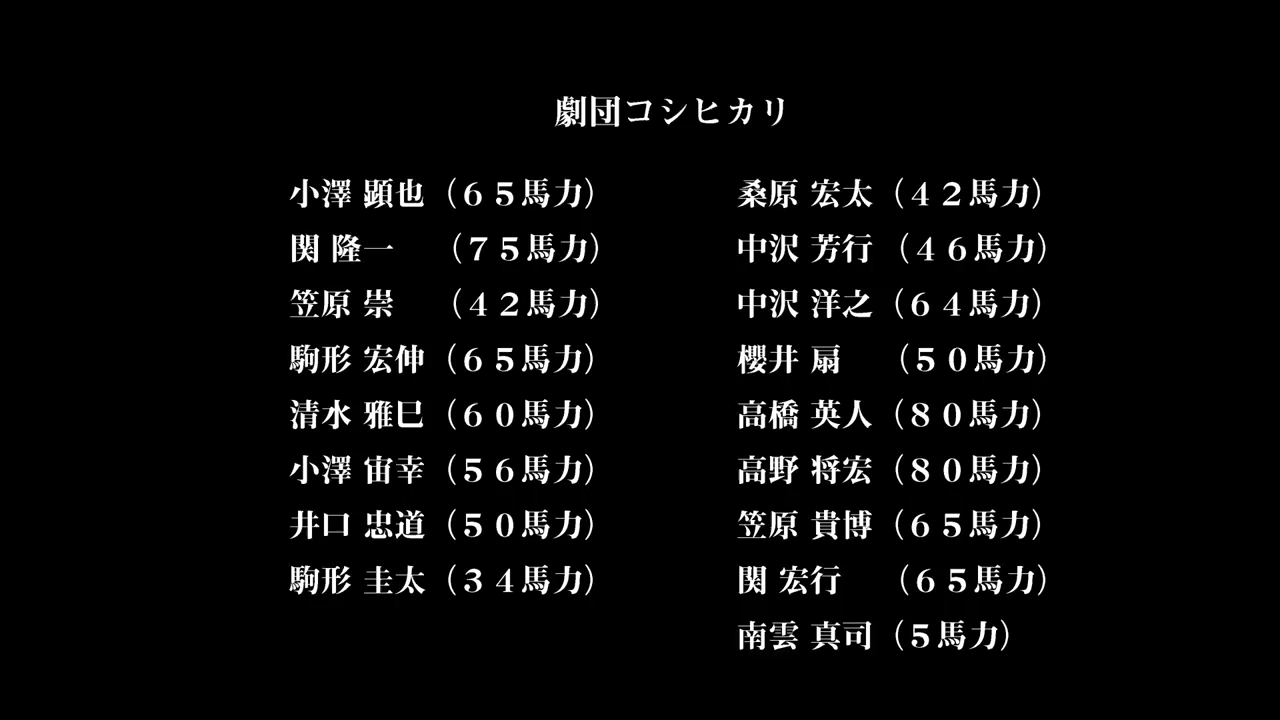 劇団コシヒカリ
小澤 顕也（６５馬力）
関 隆一　（７５馬力）
笠原 崇　（４２馬力）
駒形 宏伸（６５馬力）
清水 雅巳（６０馬力）
小澤 宙幸（５６馬力）
井口 忠道（５０馬力）
駒形 圭太（３４馬力）
桑原 宏太（４２馬力）
中沢 芳行（４６馬力）
中沢 洋之（６４馬力）
櫻井 扇　（５０馬力）
高橋 英人（８０馬力）
高野 将宏（８０馬力）
笠原 貴博（６５馬力）
関 宏行　（６５馬力）
南雲 真司（５馬力）